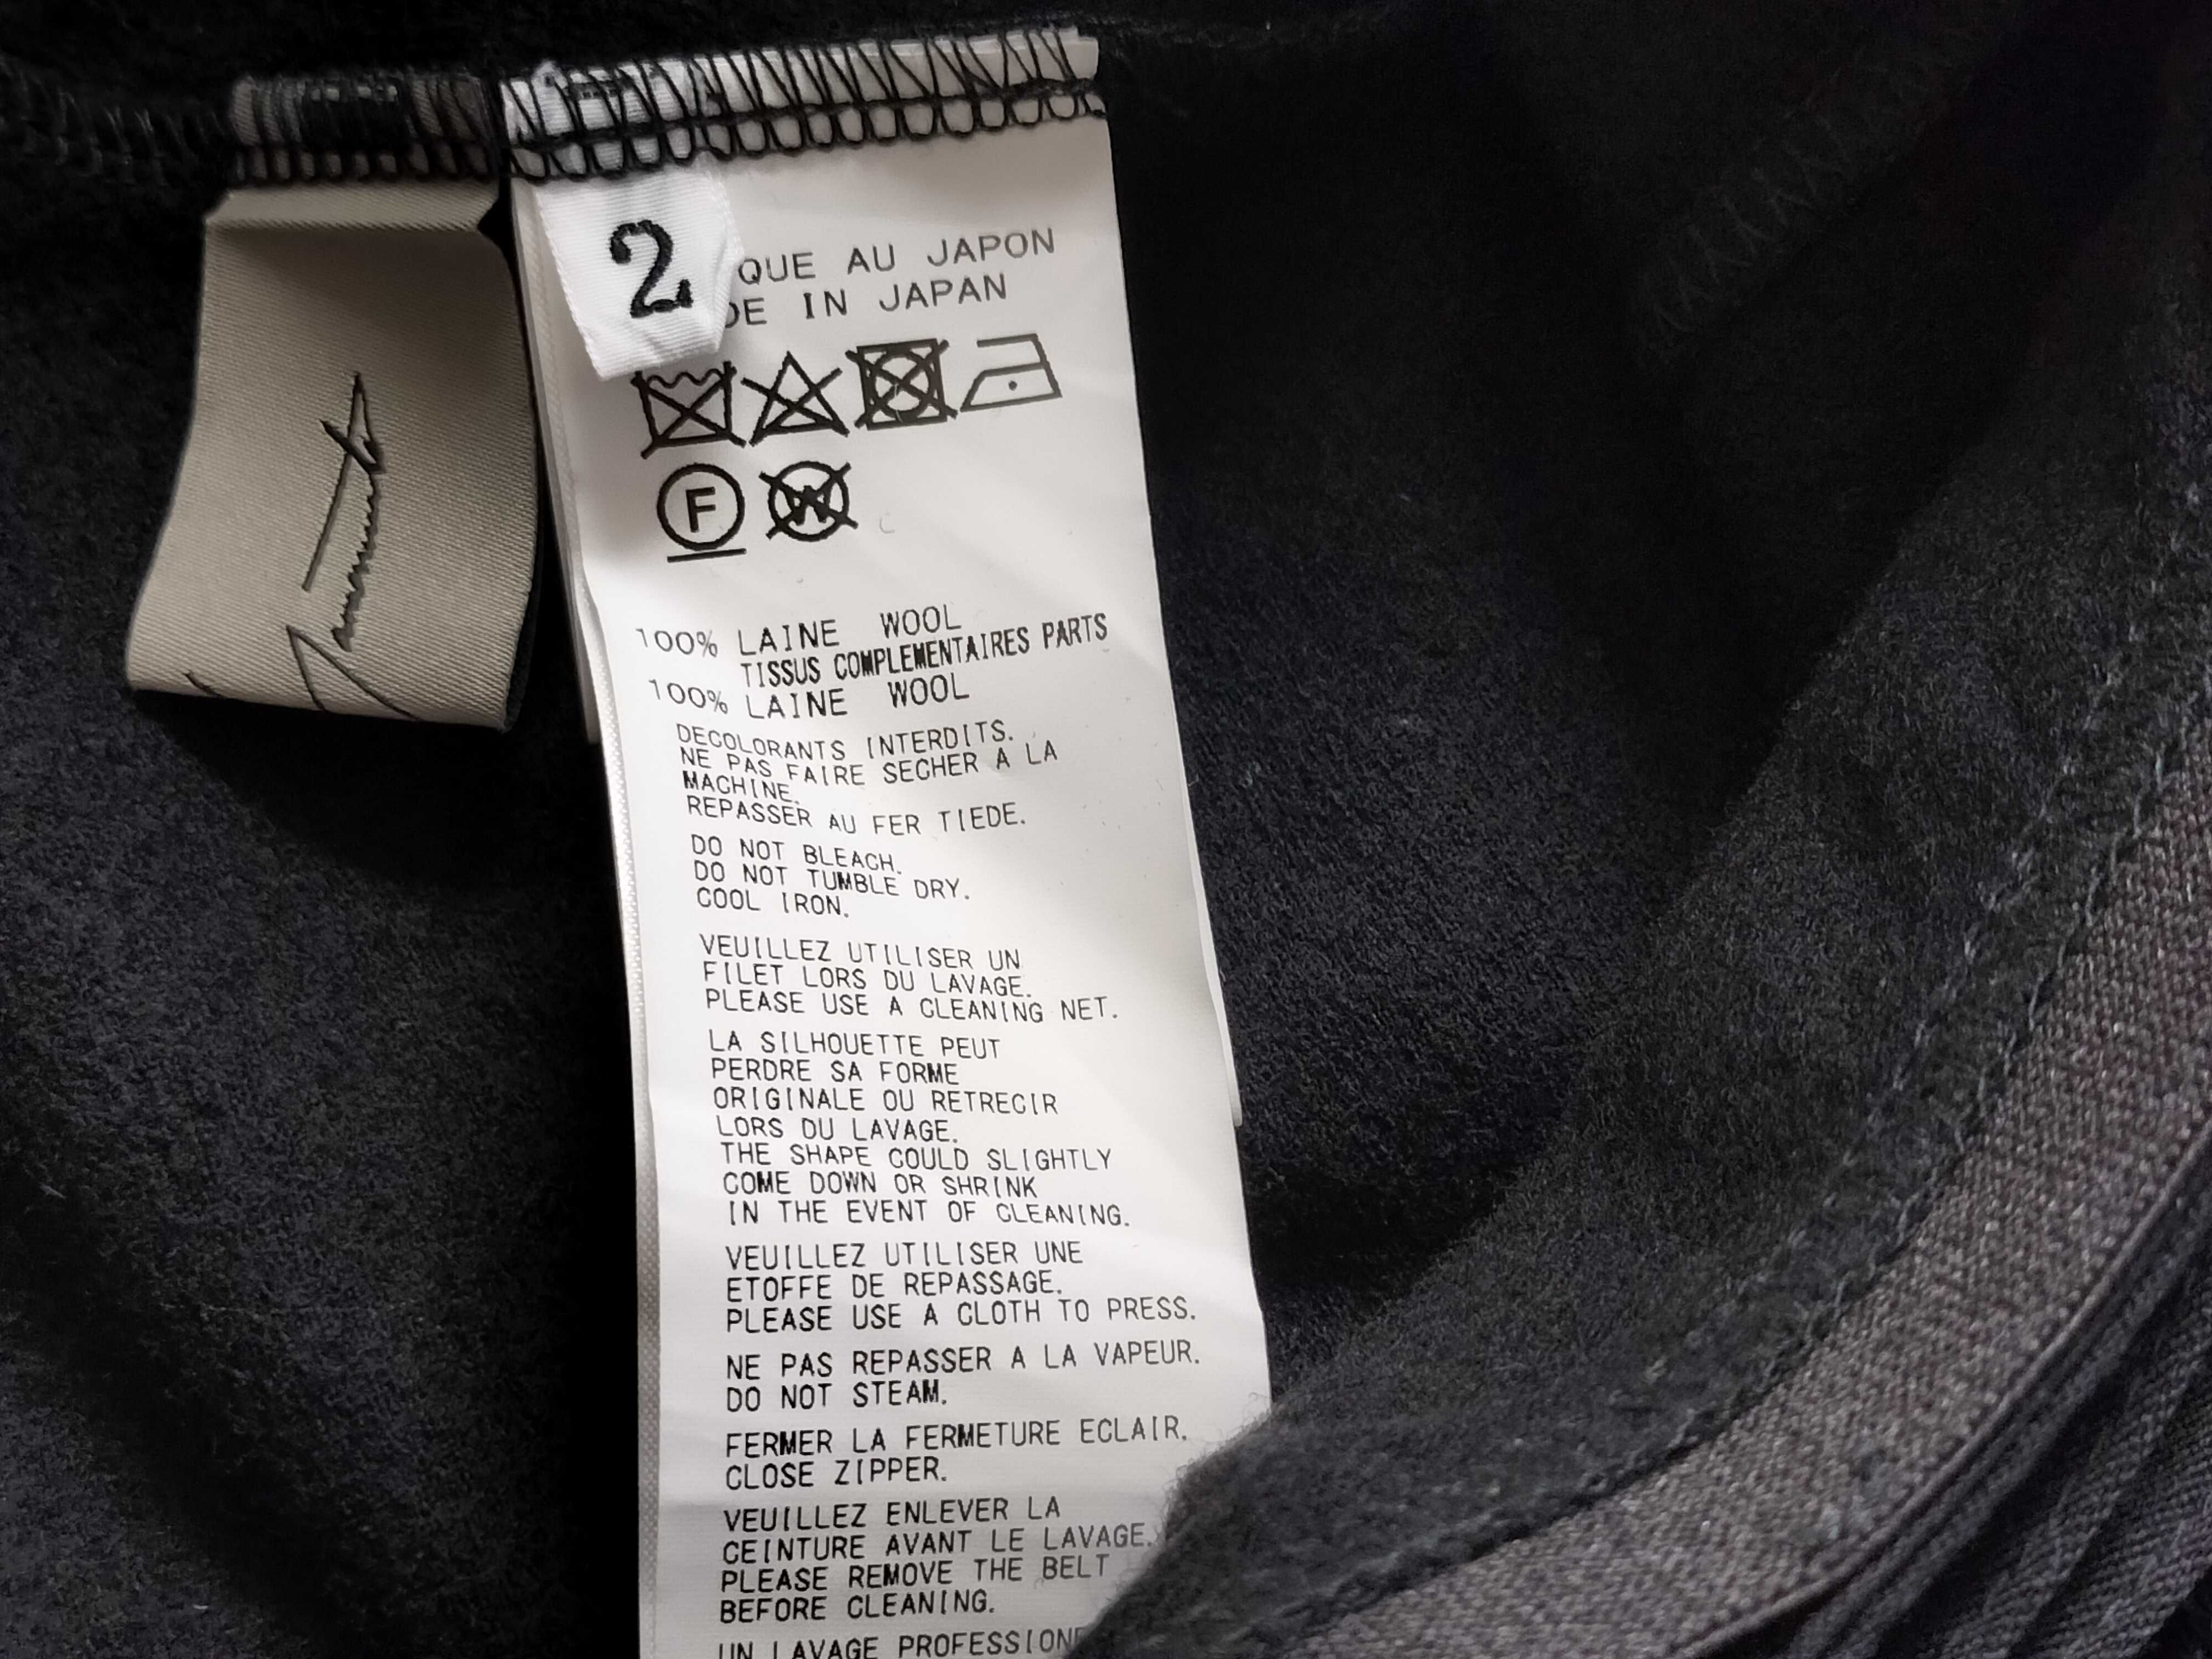 2
QUE AU JAPON
DE IN JAPAN
F
W
100% LAINE WOOL
TISSUS COMPLEMENTAIRES PARTS
100% LAINE WOOL
DECOLORANTS INTERDITS.
NE PAS FAIRE SECHER A LA
MACHINE.
REPASSER AU FER TIEDE.
DO NOT BLEACH.
DO NOT TUMBLE DRY.
COOL IRON.
VEUILLEZ UTILISER UN
FILET LORS DU LAVAGE.
PLEASE USE A CLEANING NET.
LA SILHOUETTE PEUT
PERDRE SA FORME
ORIGINALE OU RETRECIR
LORS DU LAVAGE.
THE SHAPE COULD SLIGHTLY
COME DOWN OR SHRINK
IN THE EVENT OF CLEANING.
VEUILLEZ UTILISER UNE
ETOFFE DE REPASSAGE.
PLEASE USE A CLOTH TO PRESS.
NE PAS REPASSER A LA VAPEUR.
DO NOT STEAM.
FERMER LA FERMETURE ECLAIR.
CLOSE ZIPPER.
VEUILLEZ ENLEVER LA
CEINTURE AVANT LE LAVAGE.
PLEASE REMOVE THE BELT
BEFORE CLEANING.
UN LAVAGE PROFESSIONE